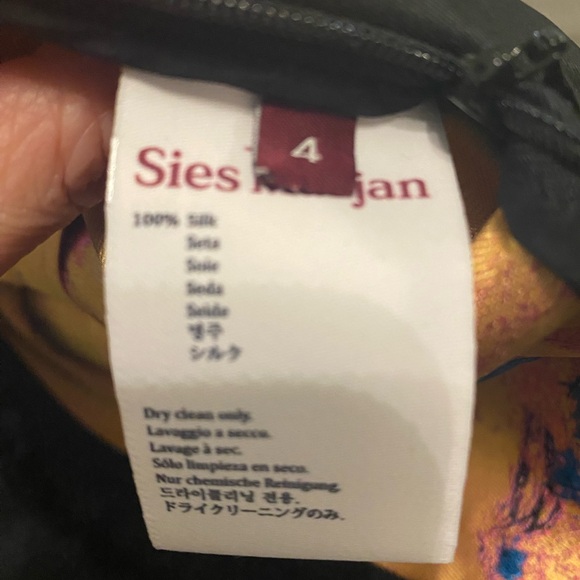 4
Sies Marjan
100% Silk
Seta
Soie
Seda
Seide
명주
シルク
Dry clean only.
Lavaggio a secco.
Lavage à sec.
Sólo limpieza en seco.
Nur chemische Reinigung.
드라이클리닝 전용.
ドライクリーニングのみ.